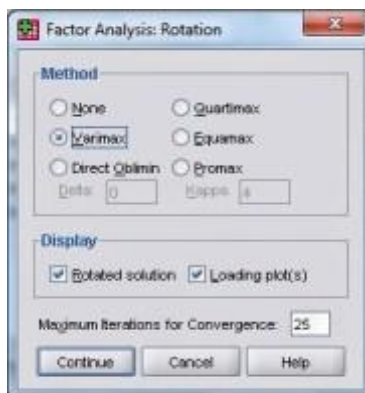 Factor Analysis: Rotation
Method
None
Quartimax
Varimax
Equamax
Direct Oblimin
Promax
Delta: 0
Kappa: 4
Display
Rotated solution
Loading plot(s)
Maximum Iterations for Convergence: 25
Continue
Cancel
Help